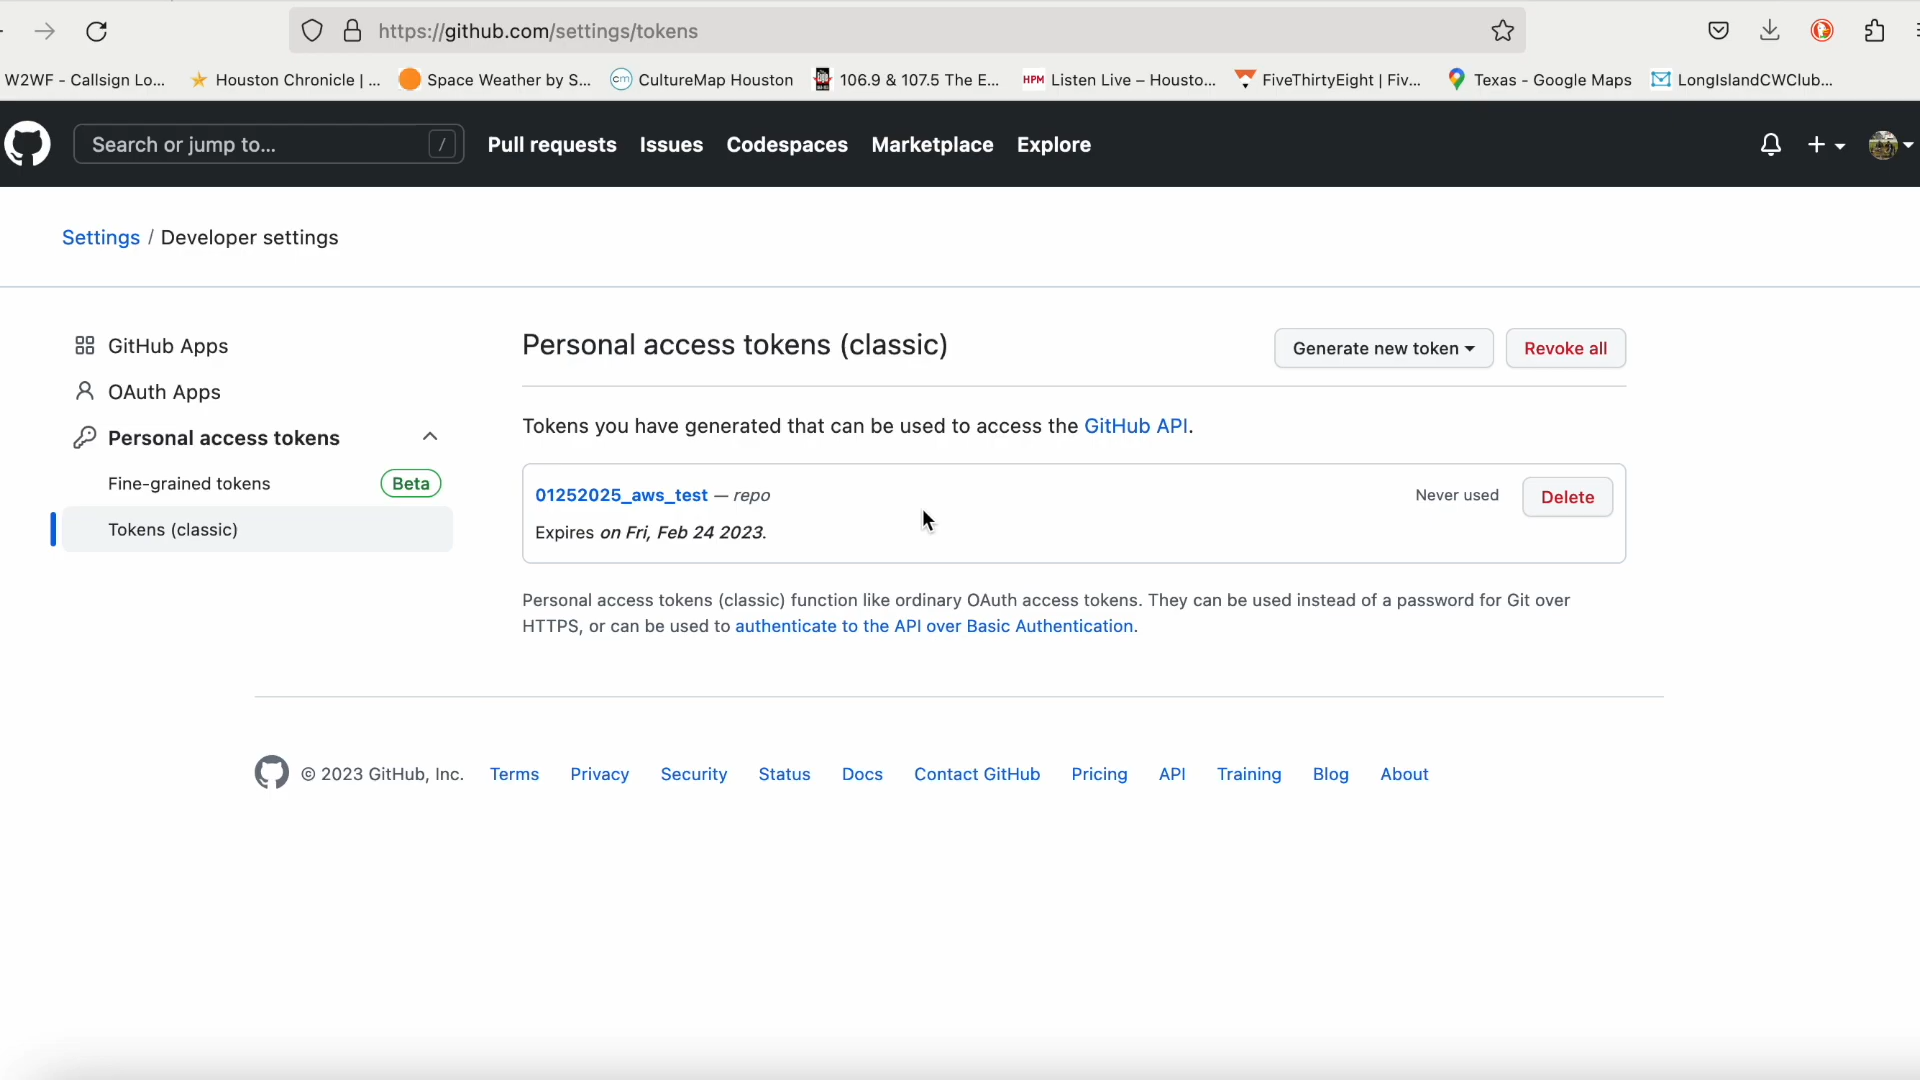 https://github.com/settings/tokens
W2WF - Callsign Lo...
Houston Chronicle | ...
Space Weather by S...
cm CultureMap Houston
106.9 & 107.5 The E...
HPM Listen Live – Housto...
FiveThirtyEight | Fiv...
Texas - Google Maps
LongIslandCWClub...
Search or jump to... /
Pull requests
Issues
Codespaces
Marketplace
Explore
Settings / Developer settings
GitHub Apps
OAuth Apps
Personal access tokens
Fine-grained tokens Beta
Tokens (classic)
Personal access tokens (classic)
Generate new token
Revoke all
Tokens you have generated that can be used to access the GitHub API.
01252025_aws_test — repo
Never used
Delete
Expires on Fri, Feb 24 2023.
Personal access tokens (classic) function like ordinary OAuth access tokens. They can be used instead of a password for Git over
HTTPS, or can be used to authenticate to the API over Basic Authentication.
© 2023 GitHub, Inc.
Terms
Privacy
Security
Status
Docs
Contact GitHub
Pricing
API
Training
Blog
About